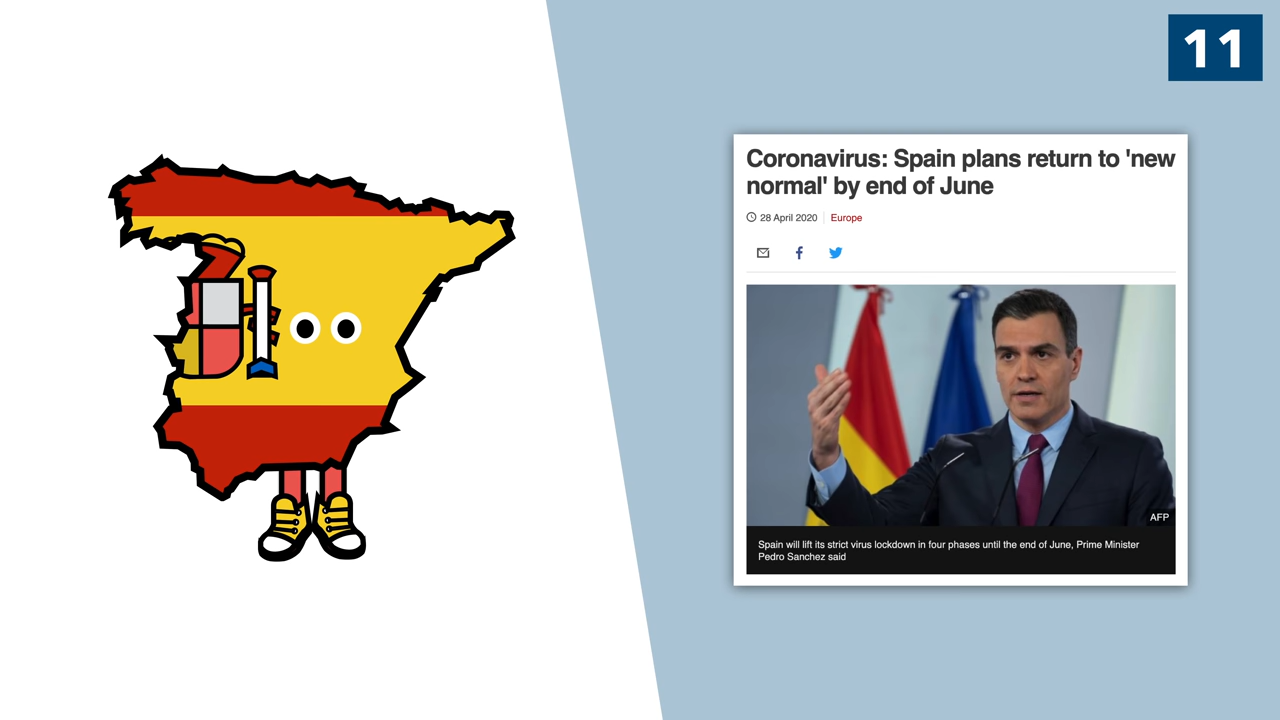 11
Coronavirus: Spain plans return to 'new
normal' by end of June
28 April 2020
Europe
AFP
Spain will lift its strict virus lockdown in four phases until the end of June, Prime Minister
Pedro Sanchez said